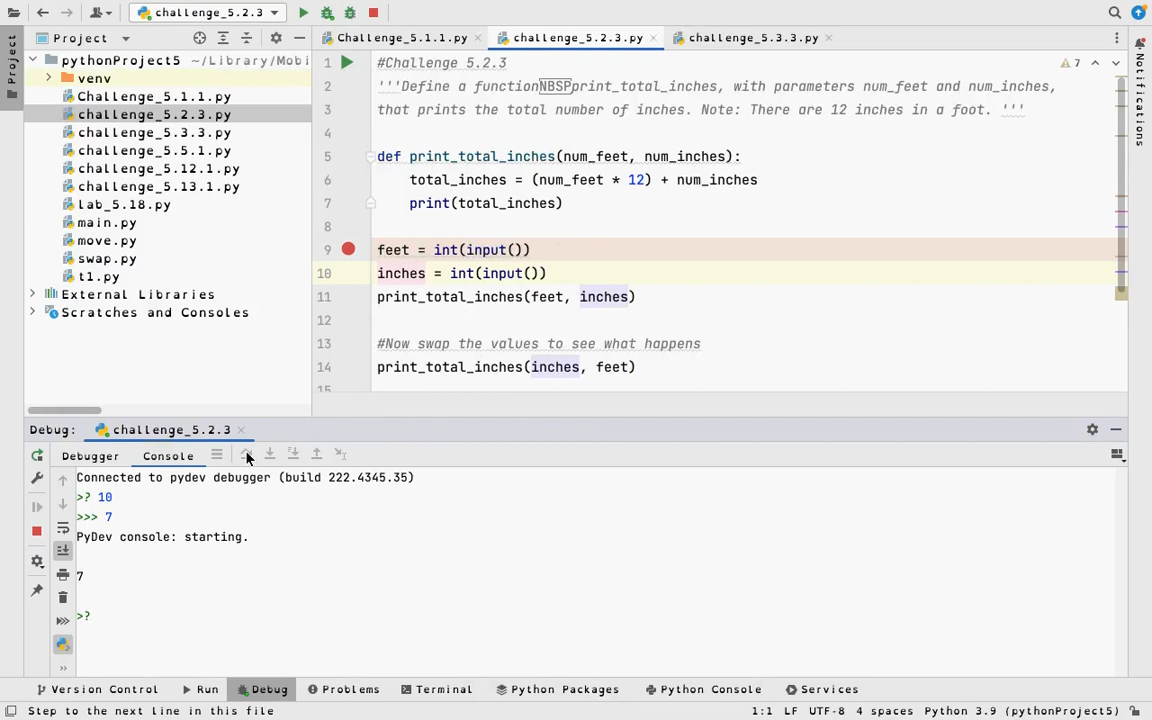 challenge_5.2.3
Project
pythonProject5 ~/Library/Mobi
venv
Challenge_5.1.1.py
challenge_5.2.3.py
challenge_5.3.3.py
challenge_5.5.1.py
challenge_5.12.1.py
challenge_5.13.1.py
lab_5.18.py
main.py
move.py
swap.py
t1.py
External Libraries
Scratches and Consoles
Project
Challenge_5.1.1.py
challenge_5.2.3.py
challenge_5.3.3.py
7
1 #Challenge 5.2.3
2 '''Define a functionNBSPprint_total_inches, with parameters num_feet and num_inches,
3 that prints the total number of inches. Note: There are 12 inches in a foot. '''
4
5 def print_total_inches(num_feet, num_inches):
6 total_inches = (num_feet * 12) + num_inches
7 print(total_inches)
8
9 feet = int(input())
10 inches = int(input())
11 print_total_inches(feet, inches)
12
13 #Now swap the values to see what happens
14 print_total_inches(inches, feet)
15
Notifications
Debug: challenge_5.2.3
Debugger Console
Connected to pydev debugger (build 222.4345.35)
>? 10
>>> 7
PyDev console: starting.
7
>?
Version Control Run Debug Problems Terminal Python Packages Python Console Services
Step to the next line in this file 1:1 LF UTF-8 4 spaces Python 3.9 (pythonProject5)